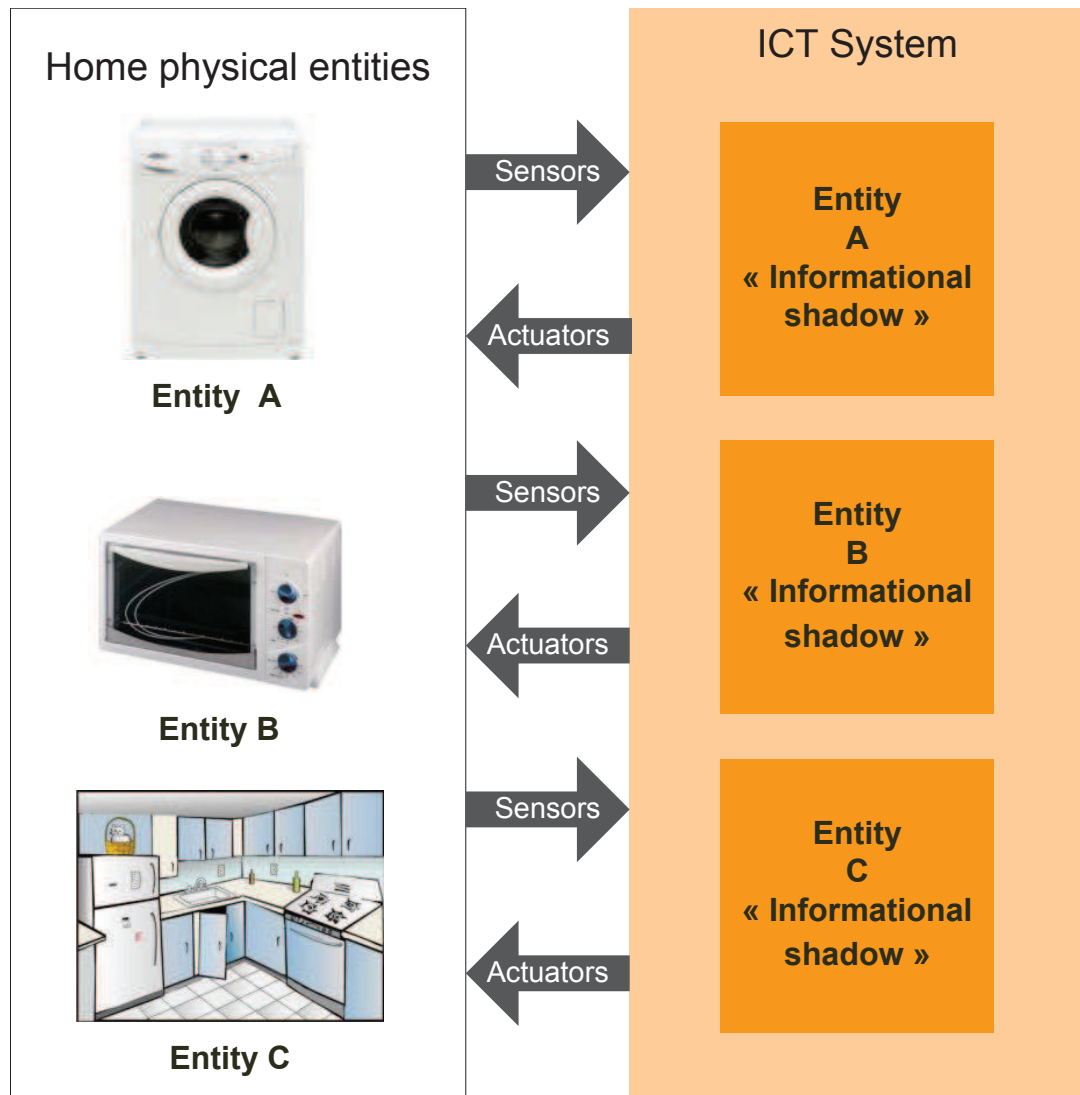 Home physical entities
ICT System
Sensors
Entity
A
« Informational
shadow »
Actuators
Entity  A
Sensors
Entity
B
« Informational
shadow »
Actuators
Entity B
Sensors
Entity
C
« Informational
shadow »
Actuators
Entity C